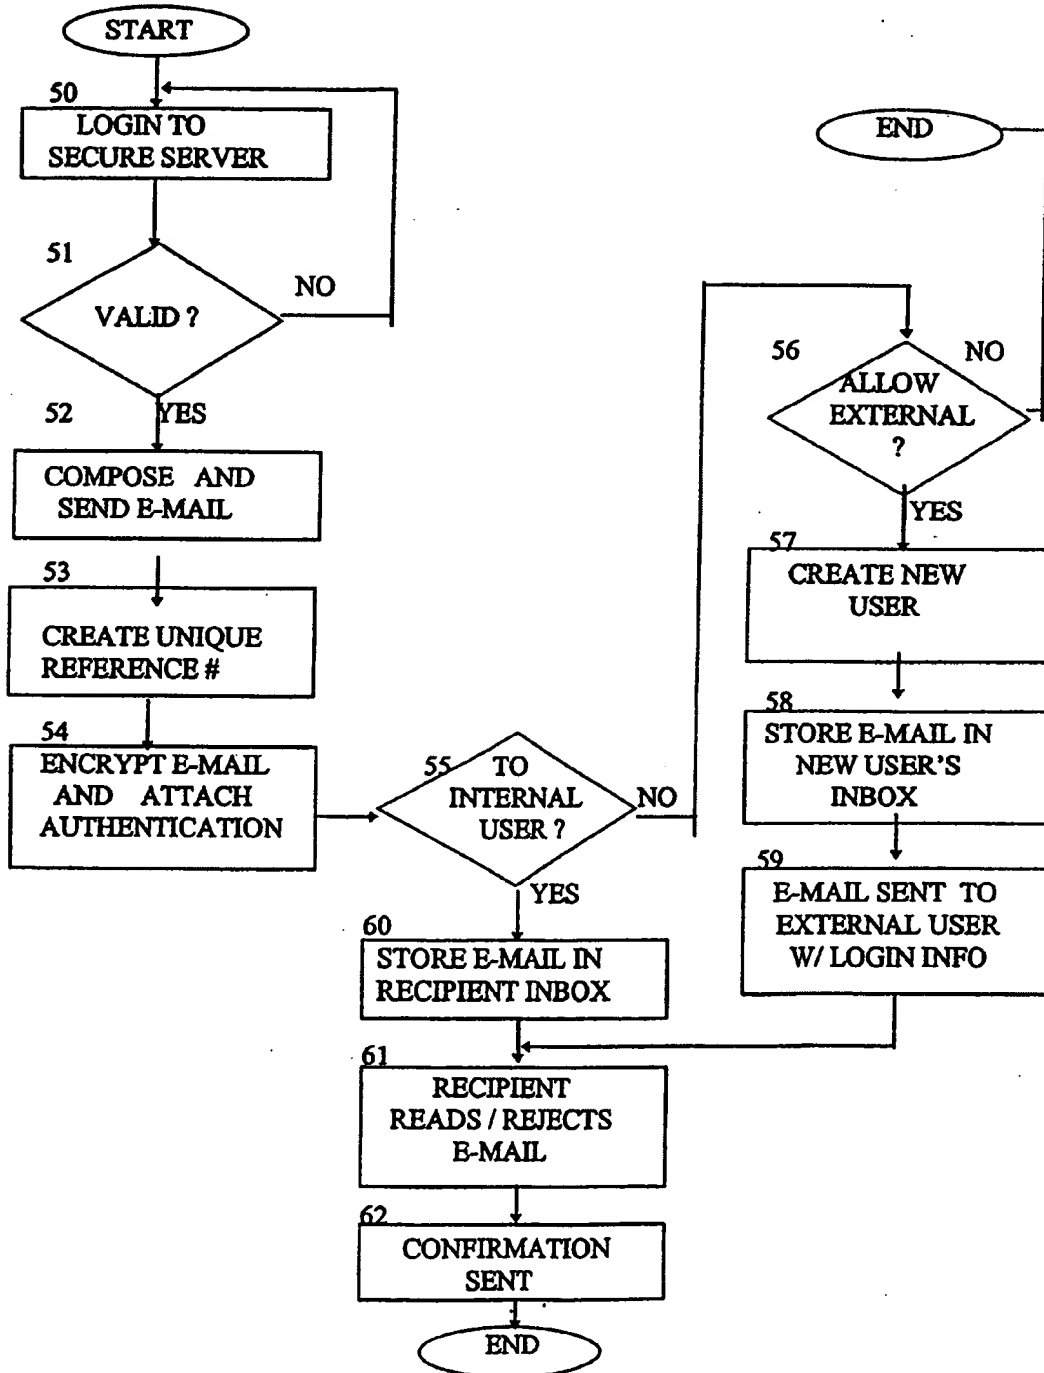 START
50
LOGIN TO
SECURE SERVER
51
VALID ?
NO
52
YES
COMPOSE AND
SEND E-MAIL
53
CREATE UNIQUE
REFERENCE #
54
ENCRYPT E-MAIL
AND ATTACH
AUTHENTICATION
55
TO
INTERNAL
USER ?
NO
YES
60
STORE E-MAIL IN
RECIPIENT INBOX
61
RECIPIENT
READS / REJECTS
E-MAIL
62
CONFIRMATION
SENT
END
END
56
NO
ALLOW
EXTERNAL
?
YES
57
CREATE NEW
USER
58
STORE E-MAIL IN
NEW USER'S
INBOX
59
E-MAIL SENT TO
EXTERNAL USER
W/ LOGIN INFO